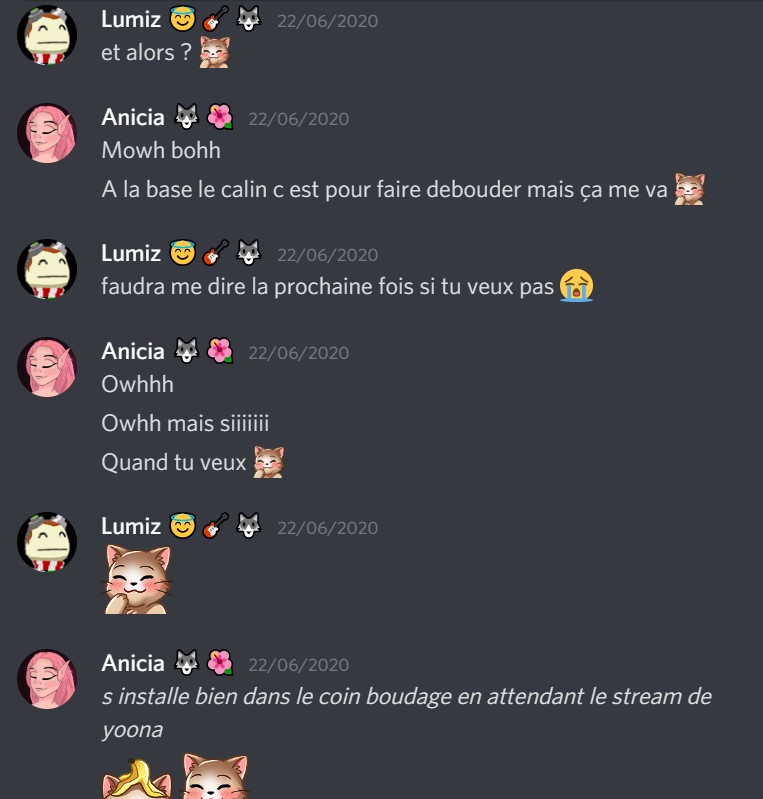 Lumiz 😇 🎸 🐺 22/06/2020
et alors ?
Anicia 🐺 🌺 22/06/2020
Mowh bohh
A la base le calin c est pour faire debouder mais ça me va
Lumiz 😇 🎸 🐺 22/06/2020
faudra me dire la prochaine fois si tu veux pas 😭
Anicia 🐺 🌺 22/06/2020
Owhhh
Owhh mais siiiiiii
Quand tu veux
Lumiz 😇 🎸 🐺 22/06/2020
Anicia 🐺 🌺 22/06/2020
s installe bien dans le coin boudage en attendant le stream de
yoona